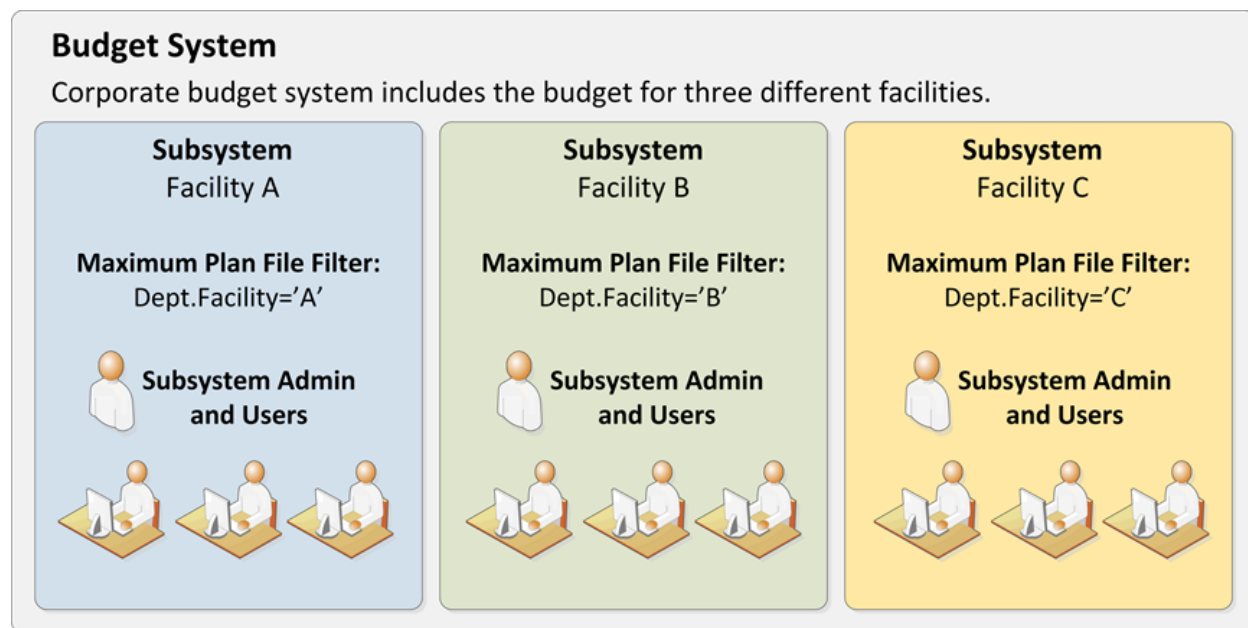 Budget System
Corporate budget system includes the budget for three different facilities.
Subsystem
Facility A
Maximum Plan File Filter:
Dept.Facility=’A’
Subsystem Admin
and Users
Subsystem
Facility B
Maximum Plan File Filter:
Dept.Facility=’B’
Subsystem Admin
and Users
Subsystem
Facility C
Maximum Plan File Filter:
Dept.Facility=’C’
Subsystem Admin
and Users